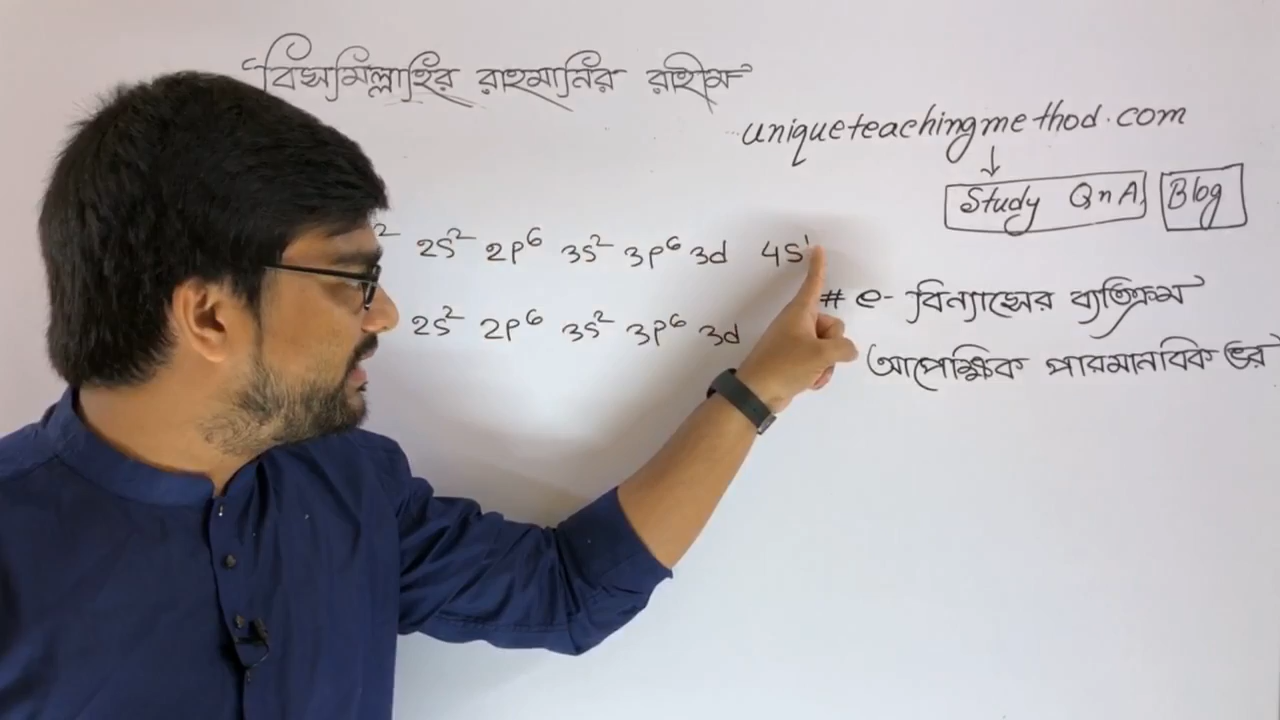 "বিসমিল্লাহির রাহমানির রাহীম"
uniqueteachingmethod.com
↓
Study QnA Blog
2 2s² 2p⁶ 3s² 3p⁶ 3d 4s¹
# e- বিন্যাসের ব্যতিক্রম
2s² 2p⁶ 3s² 3p⁶ 3d
আপেক্ষিক পারমানবিক ভর